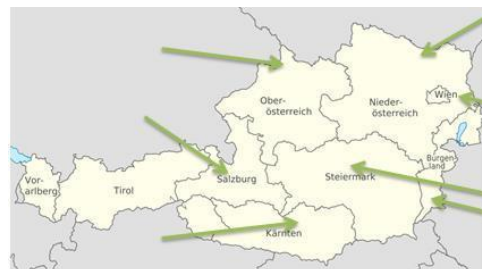 Wien
Ober-
österreich
Nieder-
österreich
Burgen-
land
Vor-
arlberg
Tirol
Salzburg
Steiermark
Kärnten